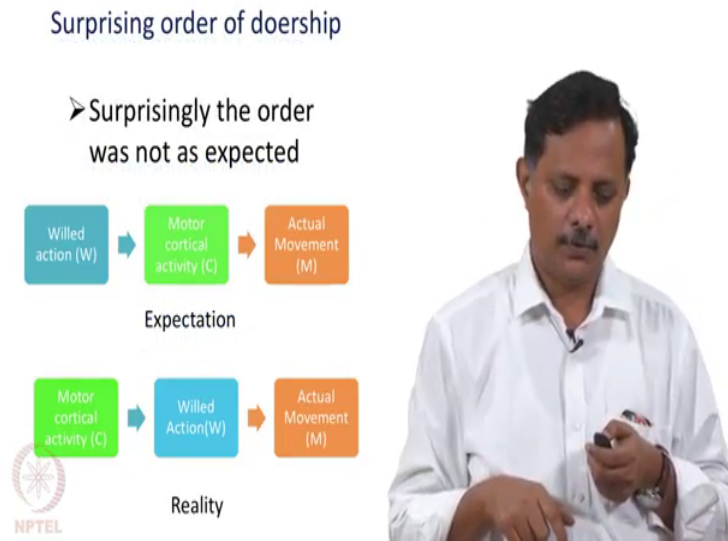 Surprising order of doership
➢Surprisingly the order
was not as expected
Willed
action (W)
Motor
cortical
activity (C)
Actual
Movement
(M)
Expectation
Motor
cortical
activity (C)
Willed
Action(W)
Actual
Movement
(M)
Reality
NPTEL